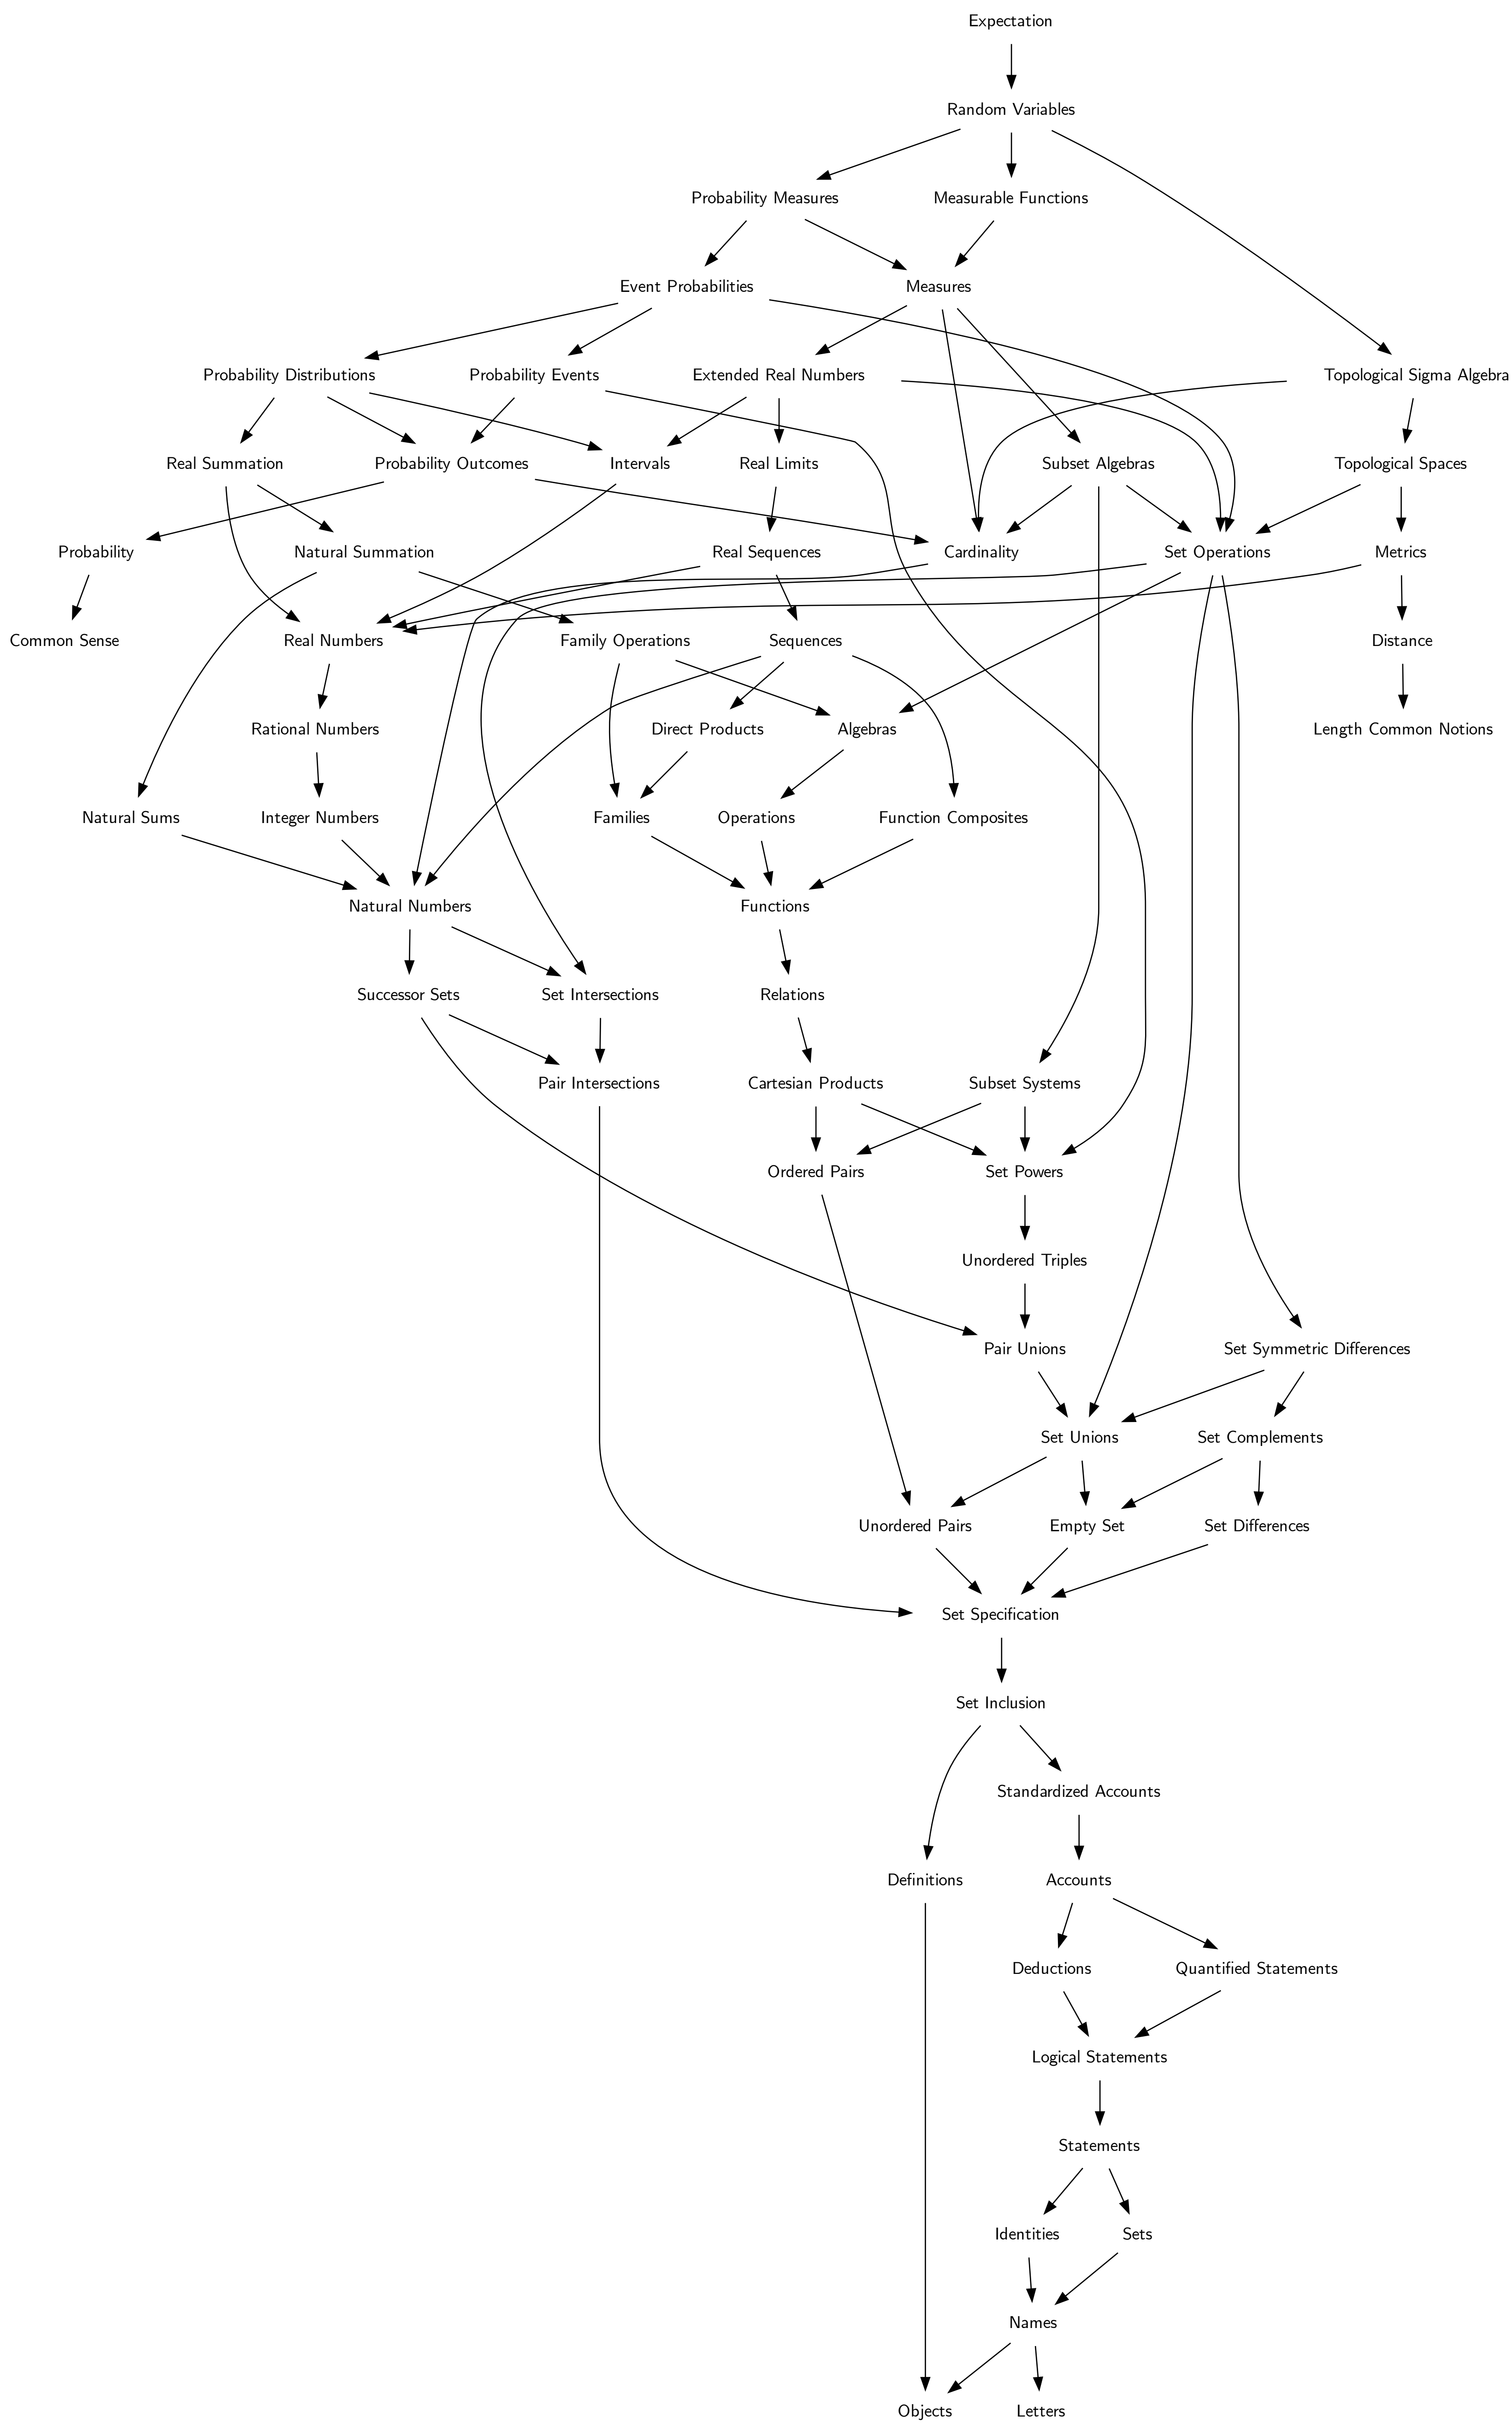 Expectation
Random Variables
Probability Measures
Measurable Functions
Event Probabilities
Measures
Probability Distributions
Probability Events
Extended Real Numbers
Topological Sigma Algebra
Real Summation
Probability Outcomes
Intervals
Real Limits
Subset Algebras
Topological Spaces
Probability
Natural Summation
Real Sequences
Cardinality
Set Operations
Metrics
Common Sense
Real Numbers
Family Operations
Sequences
Distance
Rational Numbers
Direct Products
Algebras
Length Common Notions
Natural Sums
Integer Numbers
Families
Operations
Function Composites
Natural Numbers
Functions
Successor Sets
Set Intersections
Relations
Pair Intersections
Cartesian Products
Subset Systems
Ordered Pairs
Set Powers
Unordered Triples
Pair Unions
Set Symmetric Differences
Set Unions
Set Complements
Unordered Pairs
Empty Set
Set Differences
Set Specification
Set Inclusion
Standardized Accounts
Definitions
Accounts
Deductions
Quantified Statements
Logical Statements
Statements
Identities
Sets
Names
Objects
Letters